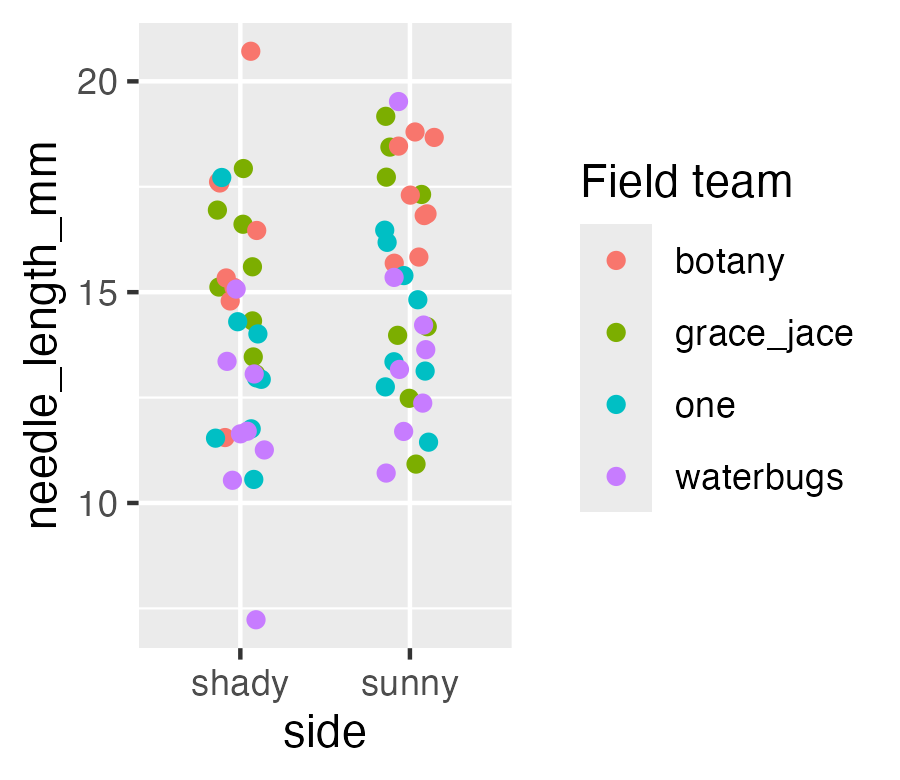 needle_length_mm
20
15
10
shady sunny
side
Field team
botany
grace_jace
one
waterbugs